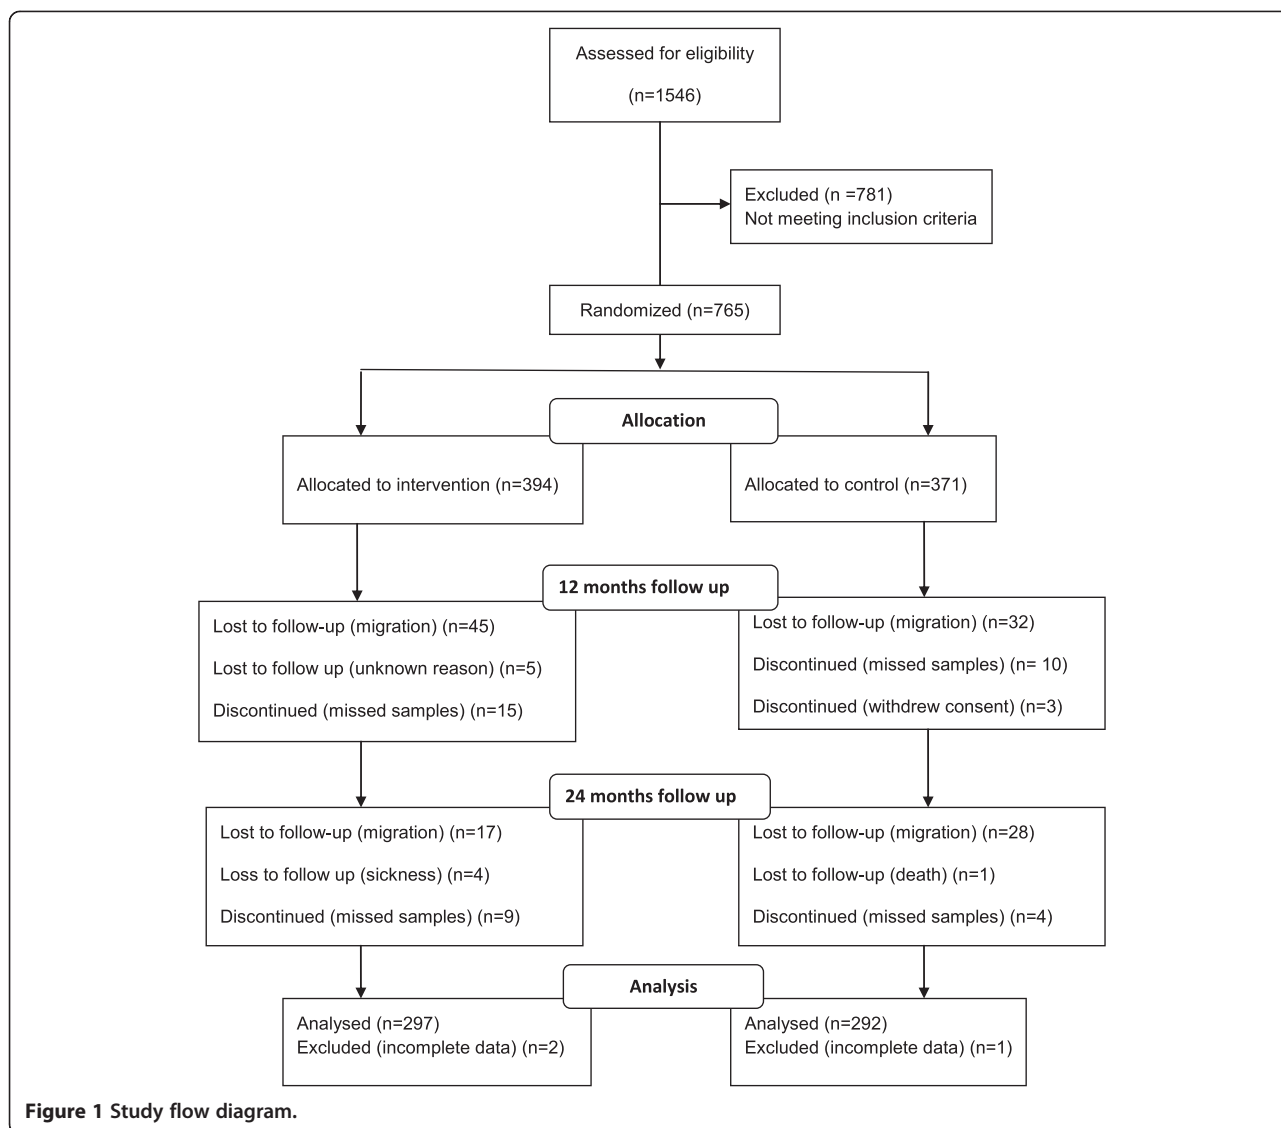 Assessed for eligibility
(n=1546)
Excluded (n =781)
Not meeting inclusion criteria
Randomized (n=765)
Allocation
Allocated to intervention (n=394)
Allocated to control (n=371)
12 months follow up
Lost to follow-up (migration) (n=45)
Lost to follow up (unknown reason) (n=5)
Discontinued (missed samples) (n=15)
Lost to follow-up (migration) (n=32)
Discontinued (missed samples) (n= 10)
Discontinued (withdrew consent) (n=3)
24 months follow up
Lost to follow-up (migration) (n=17)
Loss to follow up (sickness) (n=4)
Discontinued (missed samples) (n=9)
Lost to follow-up (migration) (n=28)
Lost to follow-up (death) (n=1)
Discontinued (missed samples) (n=4)
Analysis
Analysed (n=297)
Excluded (incomplete data) (n=2)
Analysed (n=292)
Excluded (incomplete data) (n=1)
Figure 1 Study flow diagram.